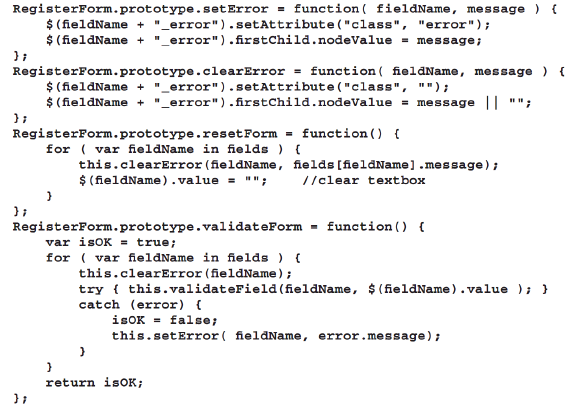 RegisterForm.prototype.setError = function( fieldName, message ) {
    $(fieldName + "_error").setAttribute("class", "error");
    $(fieldName + "_error").firstChild.nodeValue = message;
};
RegisterForm.prototype.clearError = function( fieldName, message ) {
    $(fieldName + "_error").setAttribute("class", "");
    $(fieldName + "_error").firstChild.nodeValue = message || "";
};
RegisterForm.prototype.resetForm = function() {
    for ( var fieldName in fields ) {
        this.clearError(fieldName, fields[fieldName].message);
        $(fieldName).value = "";    //clear textbox
    }
};
RegisterForm.prototype.validateForm = function() {
    var isOK = true;
    for ( var fieldName in fields ) {
        this.clearError(fieldName);
        try { this.validateField(fieldName, $(fieldName).value ); }
        catch (error) {
            isOK = false;
            this.setError( fieldName, error.message);
        }
    }
    return isOK;
};